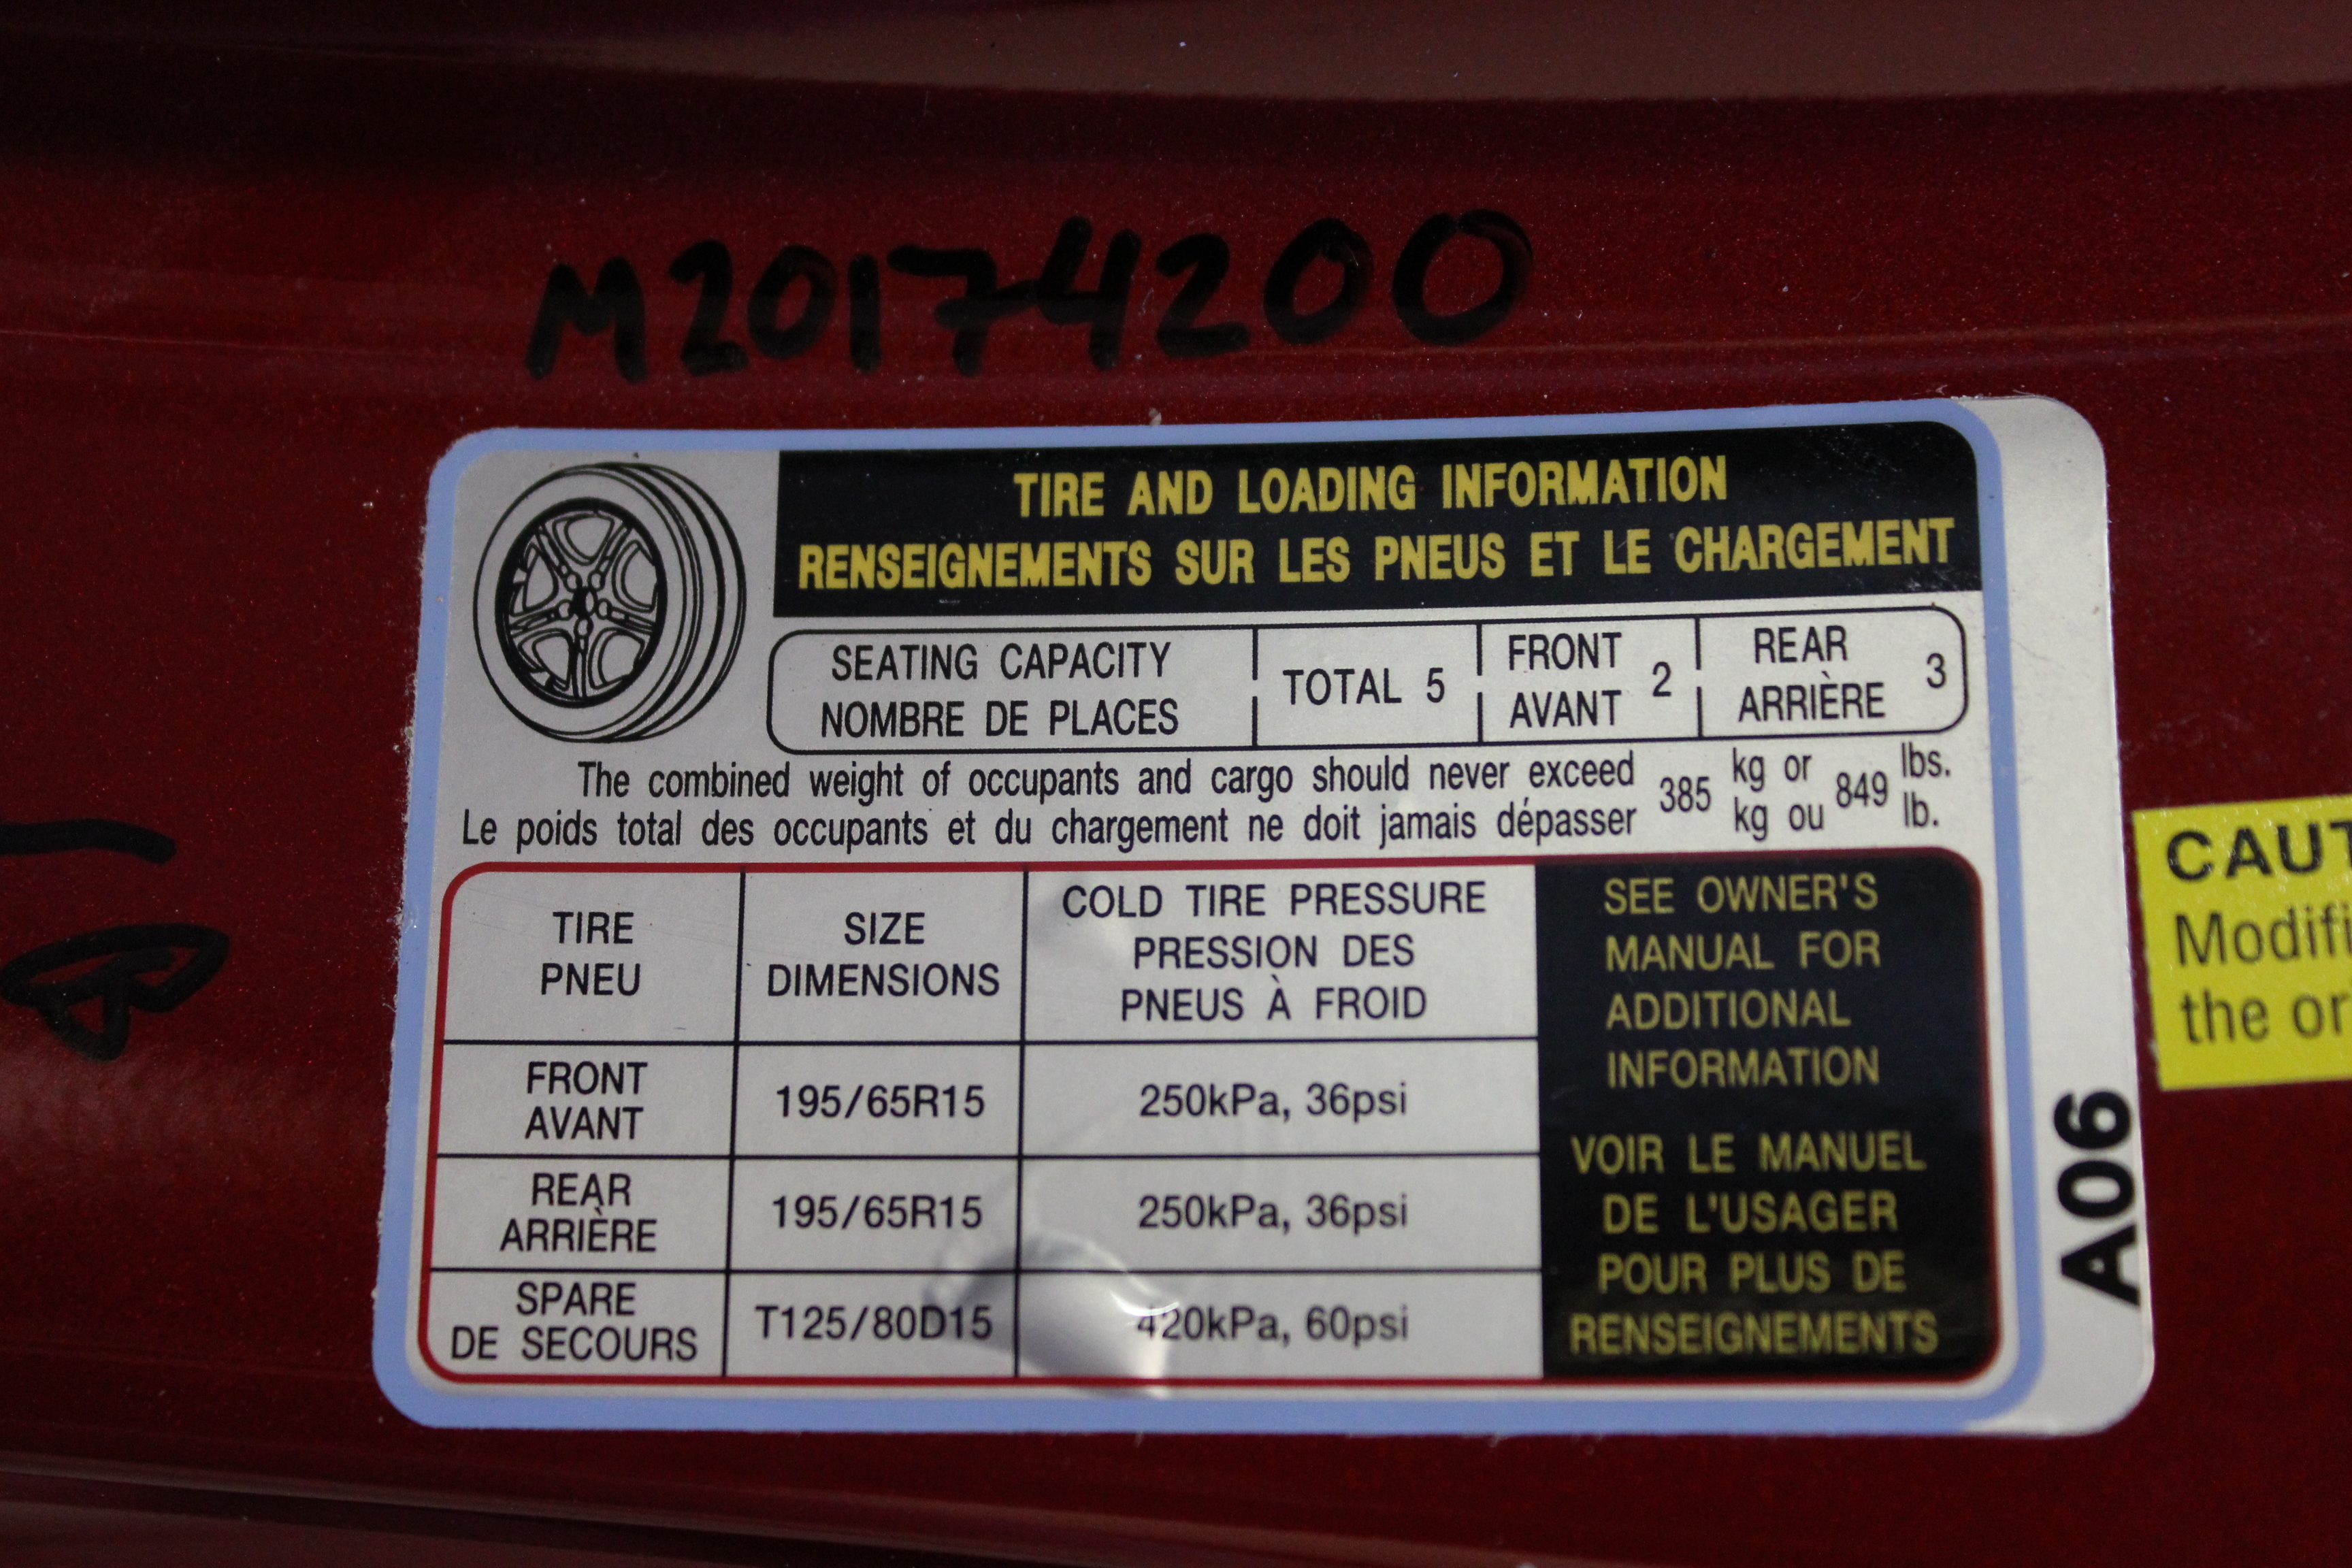 M20174200
TIRE AND LOADING INFORMATION
RENSEIGNEMENTS SUR LES PNEUS ET LE CHARGEMENT
SEATING CAPACITY
NOMBRE DE PLACES
TOTAL 5
FRONT
AVANT
2
REAR
ARRIÈRE
3
The combined weight of occupants and cargo should never exceed 385 kg or 849 lbs.
Le poids total des occupants et du chargement ne doit jamais dépasser kg ou lb.
TIRE
PNEU
SIZE
DIMENSIONS
COLD TIRE PRESSURE
PRESSION DES
PNEUS À FROID
FRONT
AVANT
195/65R15
250kPa, 36psi
REAR
ARRIÈRE
195/65R15
250kPa, 36psi
SPARE
DE SECOURS
T125/80D15
420kPa, 60psi
SEE OWNER'S
MANUAL FOR
ADDITIONAL
INFORMATION
VOIR LE MANUEL
DE L'USAGER
POUR PLUS DE
RENSEIGNEMENTS
A06
CAUT
Modifi
the or